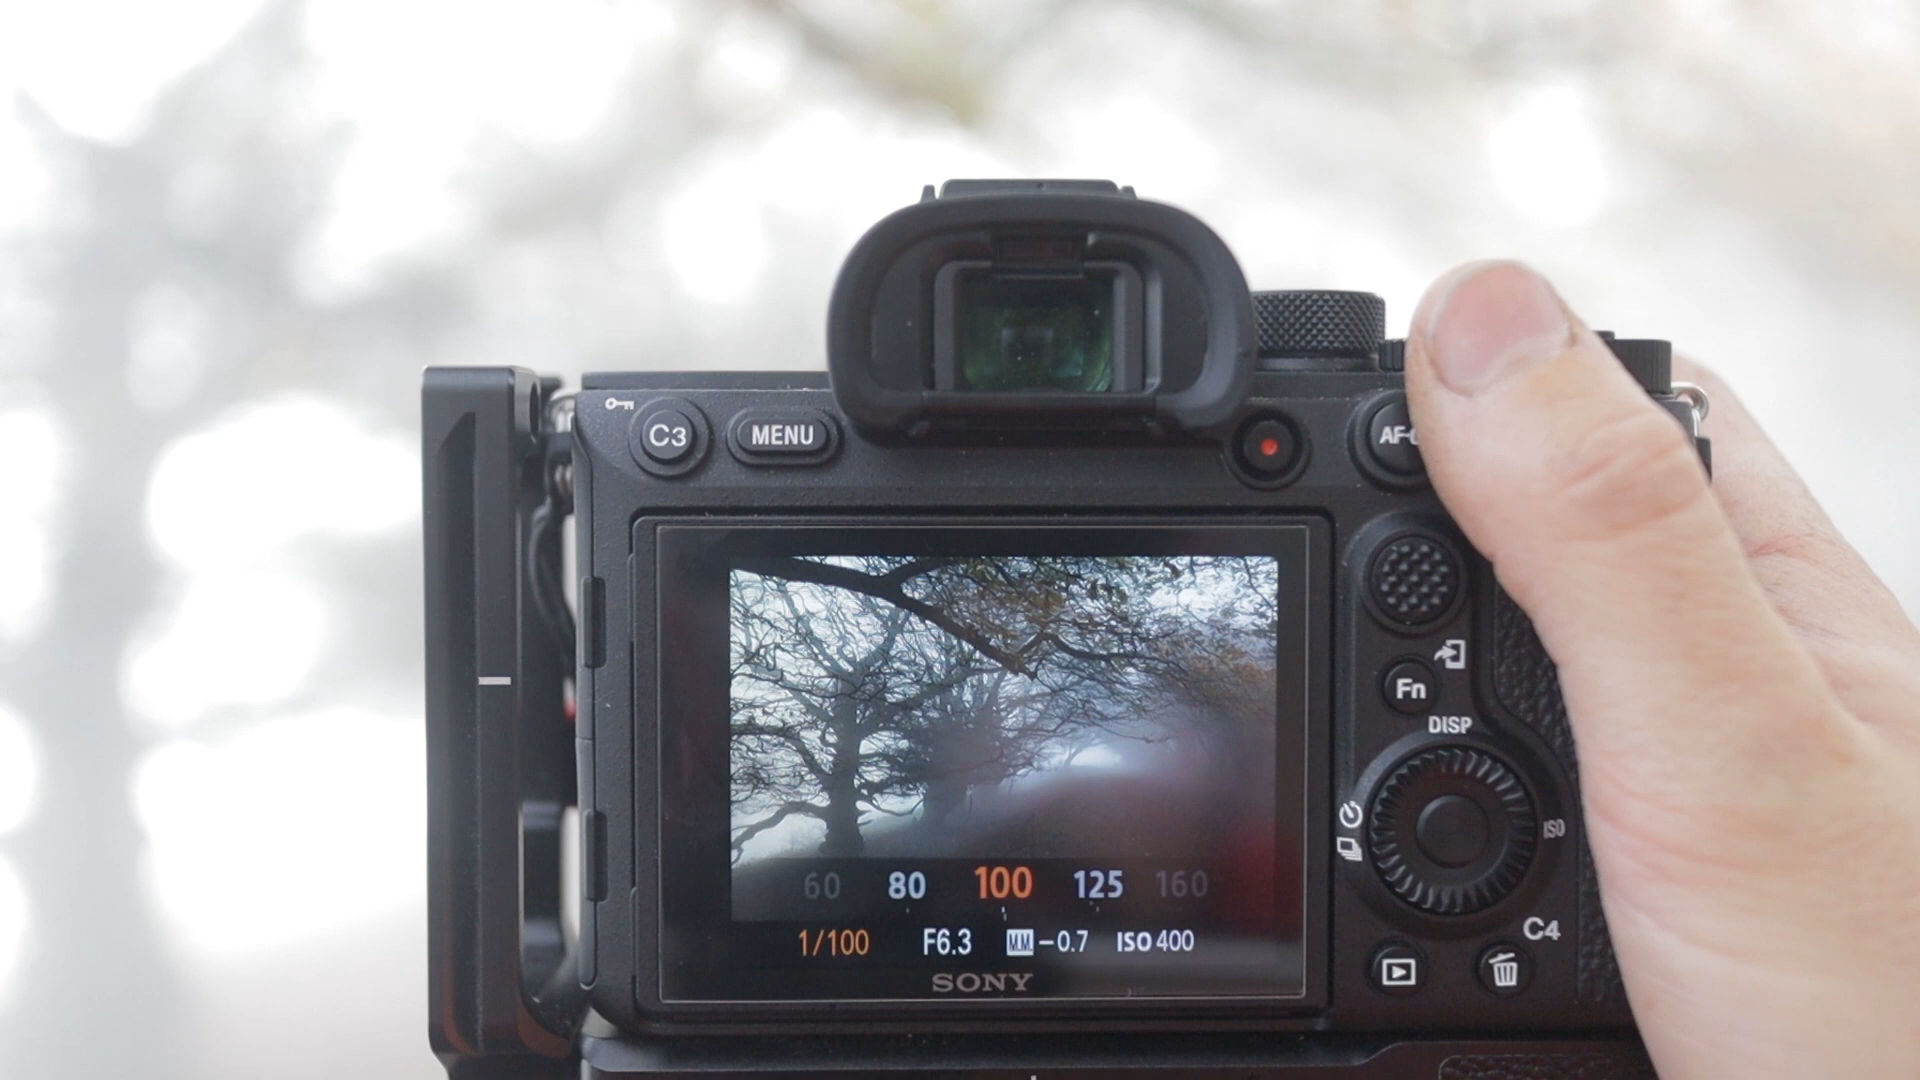 C3 MENU AF-
Fn
DISP
ISO
60 80 100 125 160
1/100 F6.3 M.M. –0.7 ISO 400
C4
SONY